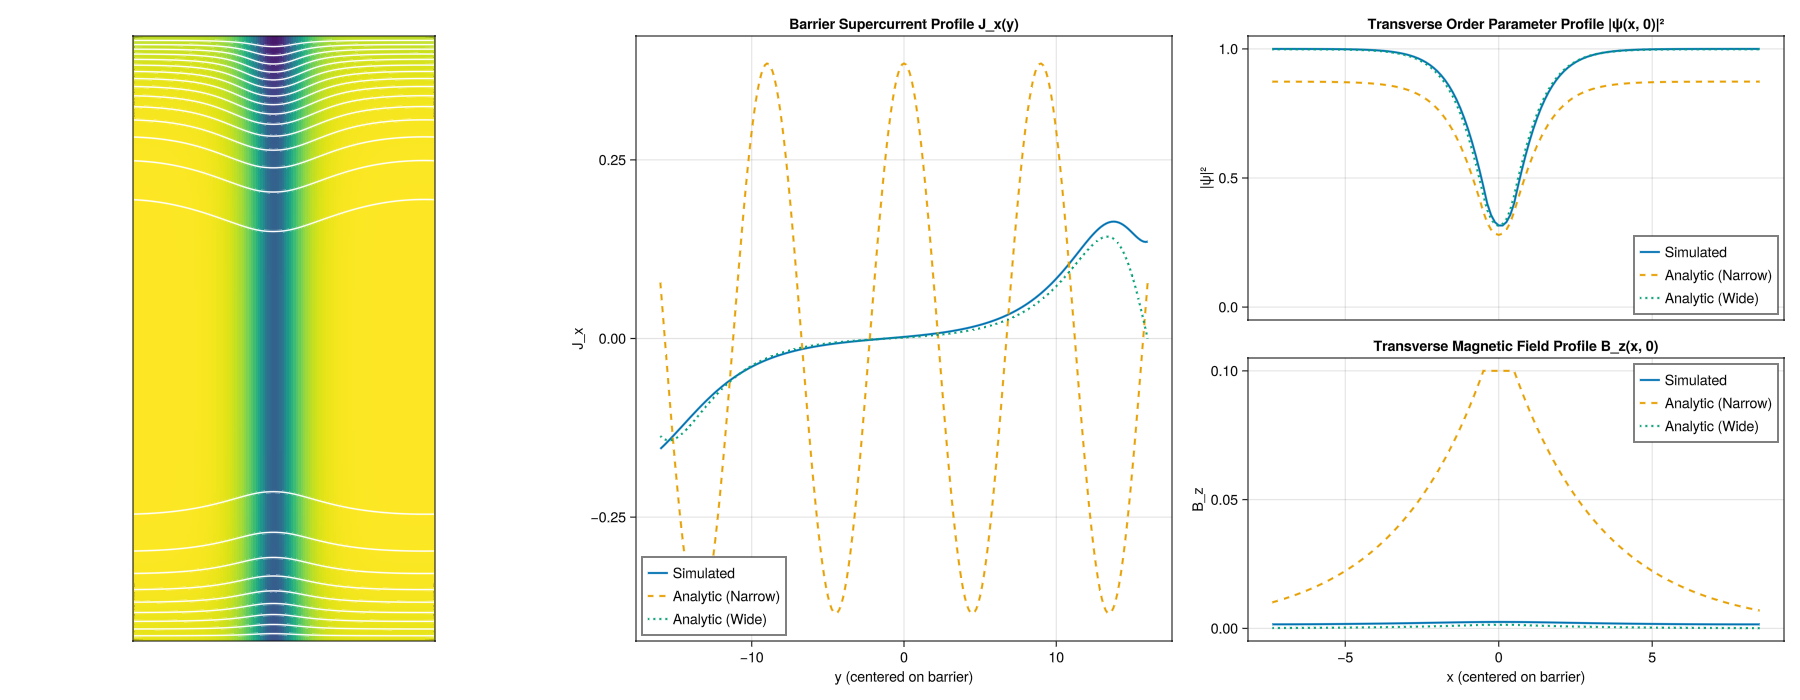 Barrier Supercurrent Profile J_x(y)
0.25
0.00
−0.25
J_x
−10
0
10
y (centered on barrier)
Simulated
Analytic (Narrow)
Analytic (Wide)
Transverse Order Parameter Profile |ψ(x, 0)|²
1.0
0.5
0.0
|ψ|²
Simulated
Analytic (Narrow)
Analytic (Wide)
Transverse Magnetic Field Profile B_z(x, 0)
0.10
0.05
0.00
B_z
Simulated
Analytic (Narrow)
Analytic (Wide)
−5
0
5
x (centered on barrier)